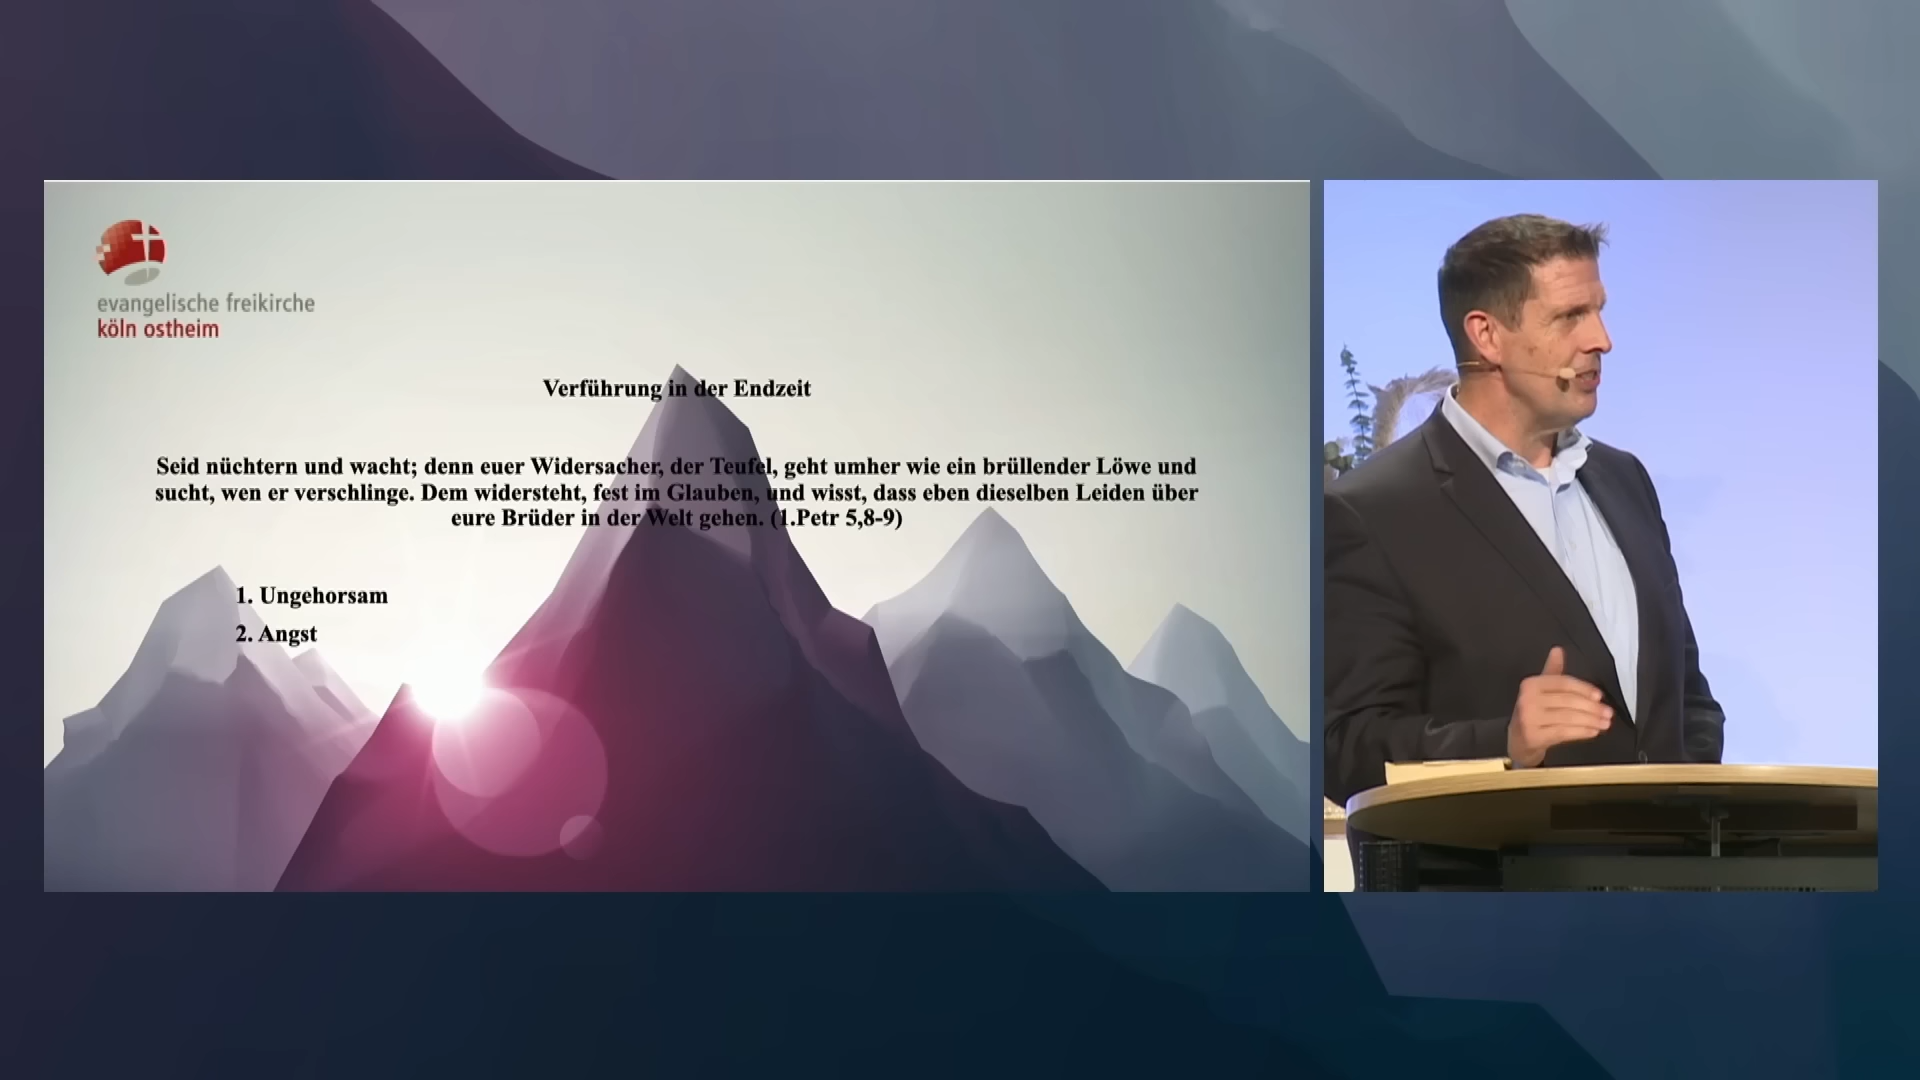 evangelische freikirche
köln ostheim
Verführung in der Endzeit
Seid nüchtern und wacht; denn euer Widersacher, der Teufel, geht umher wie ein brüllender Löwe und
sucht, wen er verschlinge. Dem widersteht, fest im Glauben, und wisst, dass eben dieselben Leiden über
eure Brüder in der Welt gehen. (1.Petr 5,8-9)
1. Ungehorsam
2. Angst